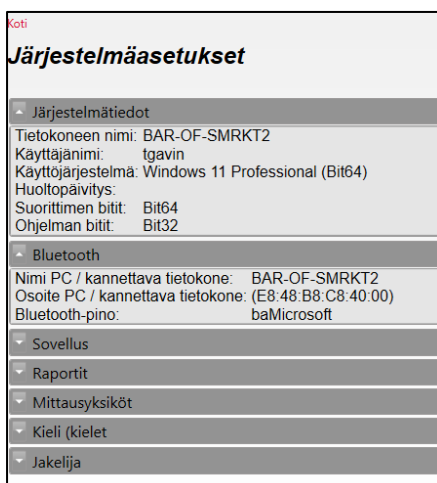 Koti
Järjestelmäasetukset
Järjestelmätiedot
Tietokoneen nimi: BAR-OF-SMRKT2
Käyttäjänimi: tgavin
Käyttöjärjestelmä: Windows 11 Professional (Bit64)
Huoltopäivitys:
Suorittimen bitit: Bit64
Ohjelman bitit: Bit32
Bluetooth
Nimi PC / kannettava tietokone: BAR-OF-SMRKT2
Osoite PC / kannettava tietokone: (E8:48:B8:C8:40:00)
Bluetooth-pino: baMicrosoft
Sovellus
Raportit
Mittausyksiköt
Kieli (kielet
Jakelija